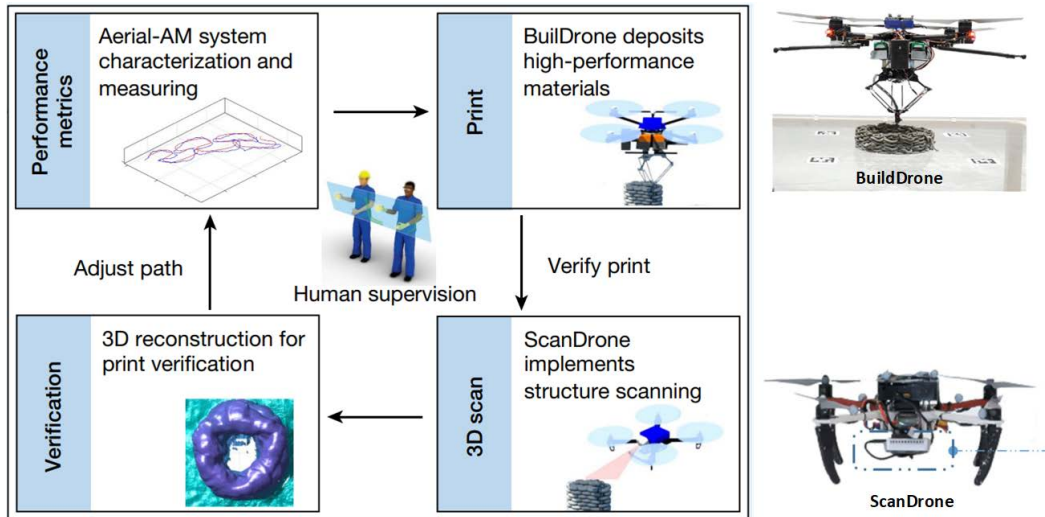 Performance
metrics
Aerial-AM system
characterization and
measuring
Print
BuilDrone deposits
high-performance
materials
BuildDrone
Adjust path
Human supervision
Verify print
Verification
3D reconstruction for
print verification
3D scan
ScanDrone
implements
structure scanning
ScanDrone